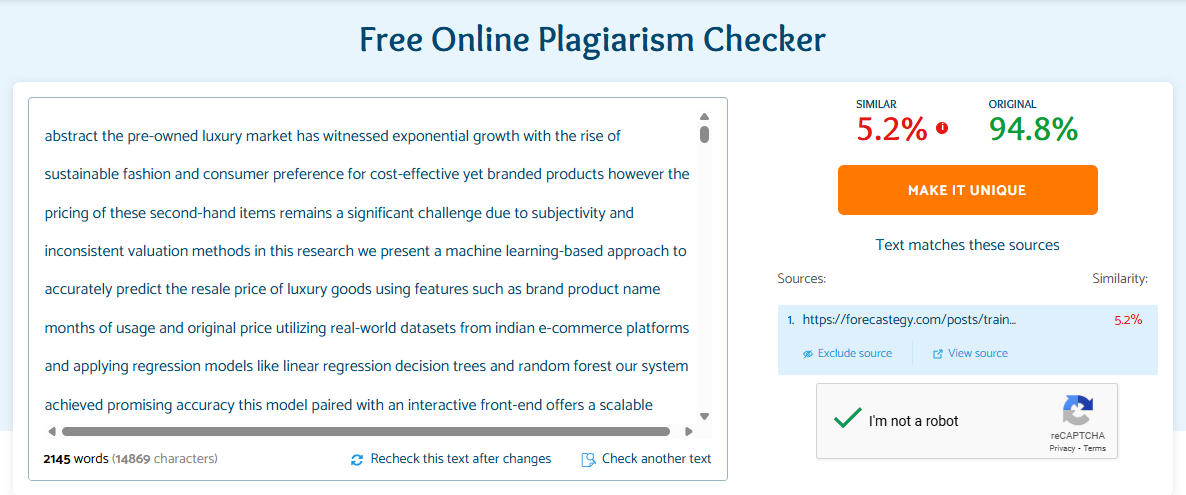 Free Online Plagiarism Checker
abstract the pre-owned luxury market has witnessed exponential growth with the rise of
sustainable fashion and consumer preference for cost-effective yet branded products however the
pricing of these second-hand items remains a significant challenge due to subjectivity and
inconsistent valuation methods in this research we present a machine learning-based approach to
accurately predict the resale price of luxury goods using features such as brand product name
months of usage and original price utilizing real-world datasets from indian e-commerce platforms
and applying regression models like linear regression decision trees and random forest our system
achieved promising accuracy this model paired with an interactive front-end offers a scalable
2145 words (14869 characters)
Recheck this text after changes
Check another text
SIMILAR
5.2%
ORIGINAL
94.8%
MAKE IT UNIQUE
Text matches these sources
Sources: Similarity:
1. https://forecastegy.com/posts/train... 5.2%
Exclude source
View source
I'm not a robot
reCAPTCHA
Privacy - Terms